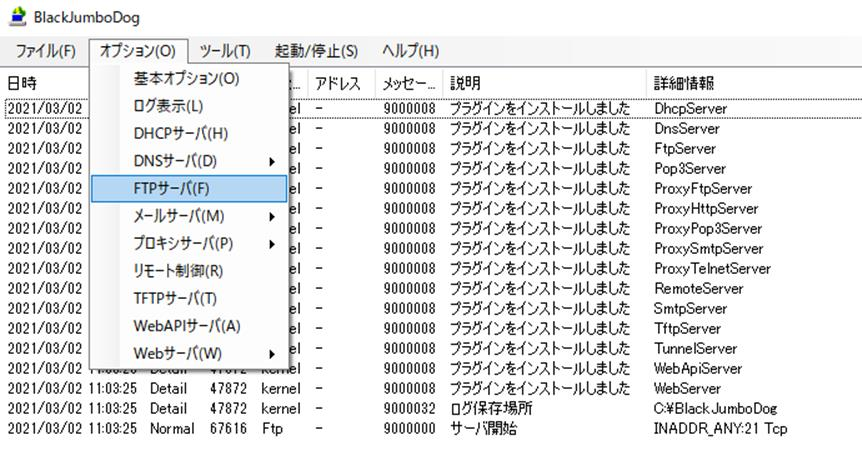 BlackJumboDog
ファイル(F) オプション(O) ツール(T) 起動/停止(S) ヘルプ(H)
日時 アドレス メッセー... 説明 詳細情報
基本オプション(O)
ログ表示(L)
DHCPサーバ(H)
DNSサーバ(D)
FTPサーバ(F)
メールサーバ(M)
プロキシサーバ(P)
リモート制御(R)
TFTPサーバ(T)
WebAPIサーバ(A)
Webサーバ(W)
2021/03/02 nel - 9000008 プラグインをインストールしました DhcpServer
2021/03/02 nel - 9000008 プラグインをインストールしました DnsServer
2021/03/02 nel - 9000008 プラグインをインストールしました FtpServer
2021/03/02 nel - 9000008 プラグインをインストールしました Pop3Server
2021/03/02 nel - 9000008 プラグインをインストールしました ProxyFtpServer
2021/03/02 nel - 9000008 プラグインをインストールしました ProxyHttpServer
2021/03/02 nel - 9000008 プラグインをインストールしました ProxyPop3Server
2021/03/02 nel - 9000008 プラグインをインストールしました ProxySmtpServer
2021/03/02 nel - 9000008 プラグインをインストールしました ProxyTelnetServer
2021/03/02 nel - 9000008 プラグインをインストールしました RemoteServer
2021/03/02 nel - 9000008 プラグインをインストールしました SmtpServer
2021/03/02 nel - 9000008 プラグインをインストールしました TftpServer
2021/03/02 nel - 9000008 プラグインをインストールしました TunnelServer
2021/03/02 11:03:25 Detail 47872 kernel - 9000008 プラグインをインストールしました WebApiServer
2021/03/02 11:03:25 Detail 47872 kernel - 9000008 プラグインをインストールしました WebServer
2021/03/02 11:03:25 Detail 47872 kernel - 9000032 ログ保存場所 C:¥BlackJumboDog
2021/03/02 11:03:25 Normal 67616 Ftp - 9000000 サーバ開始 INADDR_ANY:21 Tcp